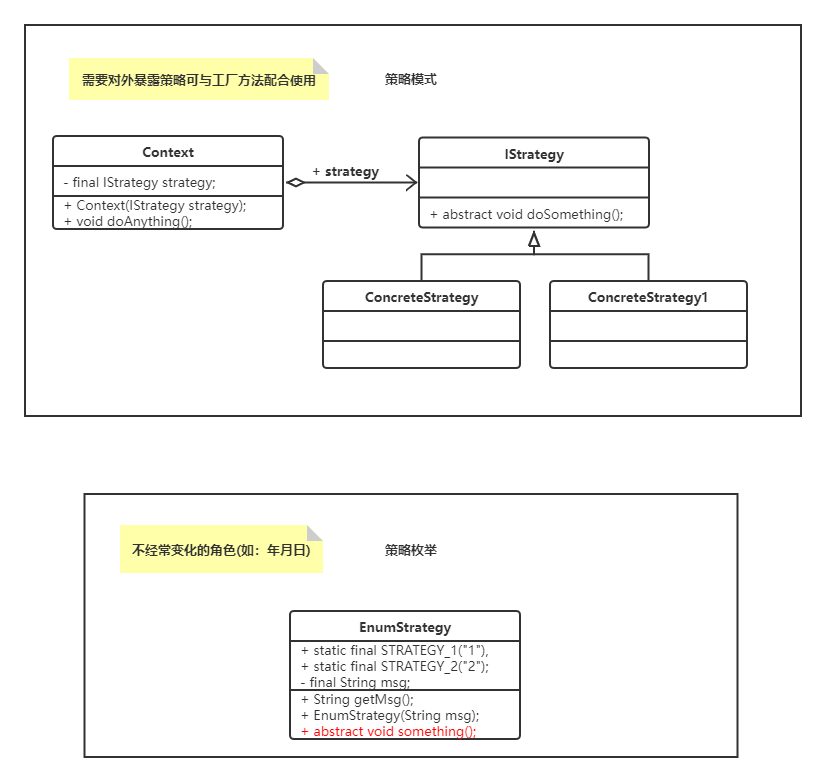 需要对外暴露策略可与工厂方法配合使用
策略模式
Context
- final IStrategy strategy;
+ Context(IStrategy strategy);
+ void doAnything();
+ strategy
IStrategy
+ abstract void doSomething();
ConcreteStrategy
ConcreteStrategy1
不经常变化的角色(如：年月日)
策略枚举
EnumStrategy
+ static final STRATEGY_1("1"),
+ static final STRATEGY_2("2");
- final String msg;
+ String getMsg();
+ EnumStrategy(String msg);
+ abstract void something();